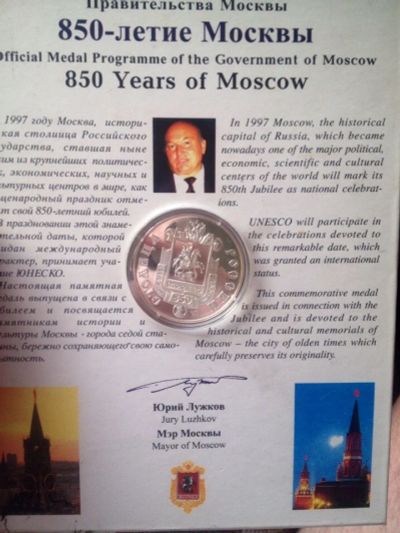 Правительства Москвы
850-летие Москвы
Official Medal Programme of the Government of Moscow
850 Years of Moscow
1997 году Москва, истори-
кая столица Российского
ударства, ставшая ныне
им из крупнейших политичес-
, экономических, научных и
ьтурных центров в мире, как
ценародный праздник отме-
т свой 850-летний юбилей.
праздновании этой знаме-
тельной даты, которой
идан международный
рактер, принимает уча-
ие ЮНЕСКО.
Настоящая памятная
едаль выпущена в связи с
билеем и посвящается
амятникам истории и
ультуры Москвы - города седой ста-
ины, бережно сохраняющего свою само-
ытность.
In 1997 Moscow, the historical
capital of Russia, which became
nowadays one of the major political,
economic, scientific and cultural
centers of the world will mark its
850th Jubilee as national celebrat-
ions.
UNESCO will participate in
the celebrations devoted to
this remarkable date, which
was granted an international
status.
This commemorative medal
is issued in connection with the
Jubilee and is devoted to the
historical and cultural memorials of
Moscow – the city of olden times which
carefully preserves its originality.
850
Юрий Лужков
Jury Luzhkov
Мэр Москвы
Mayor of Moscow